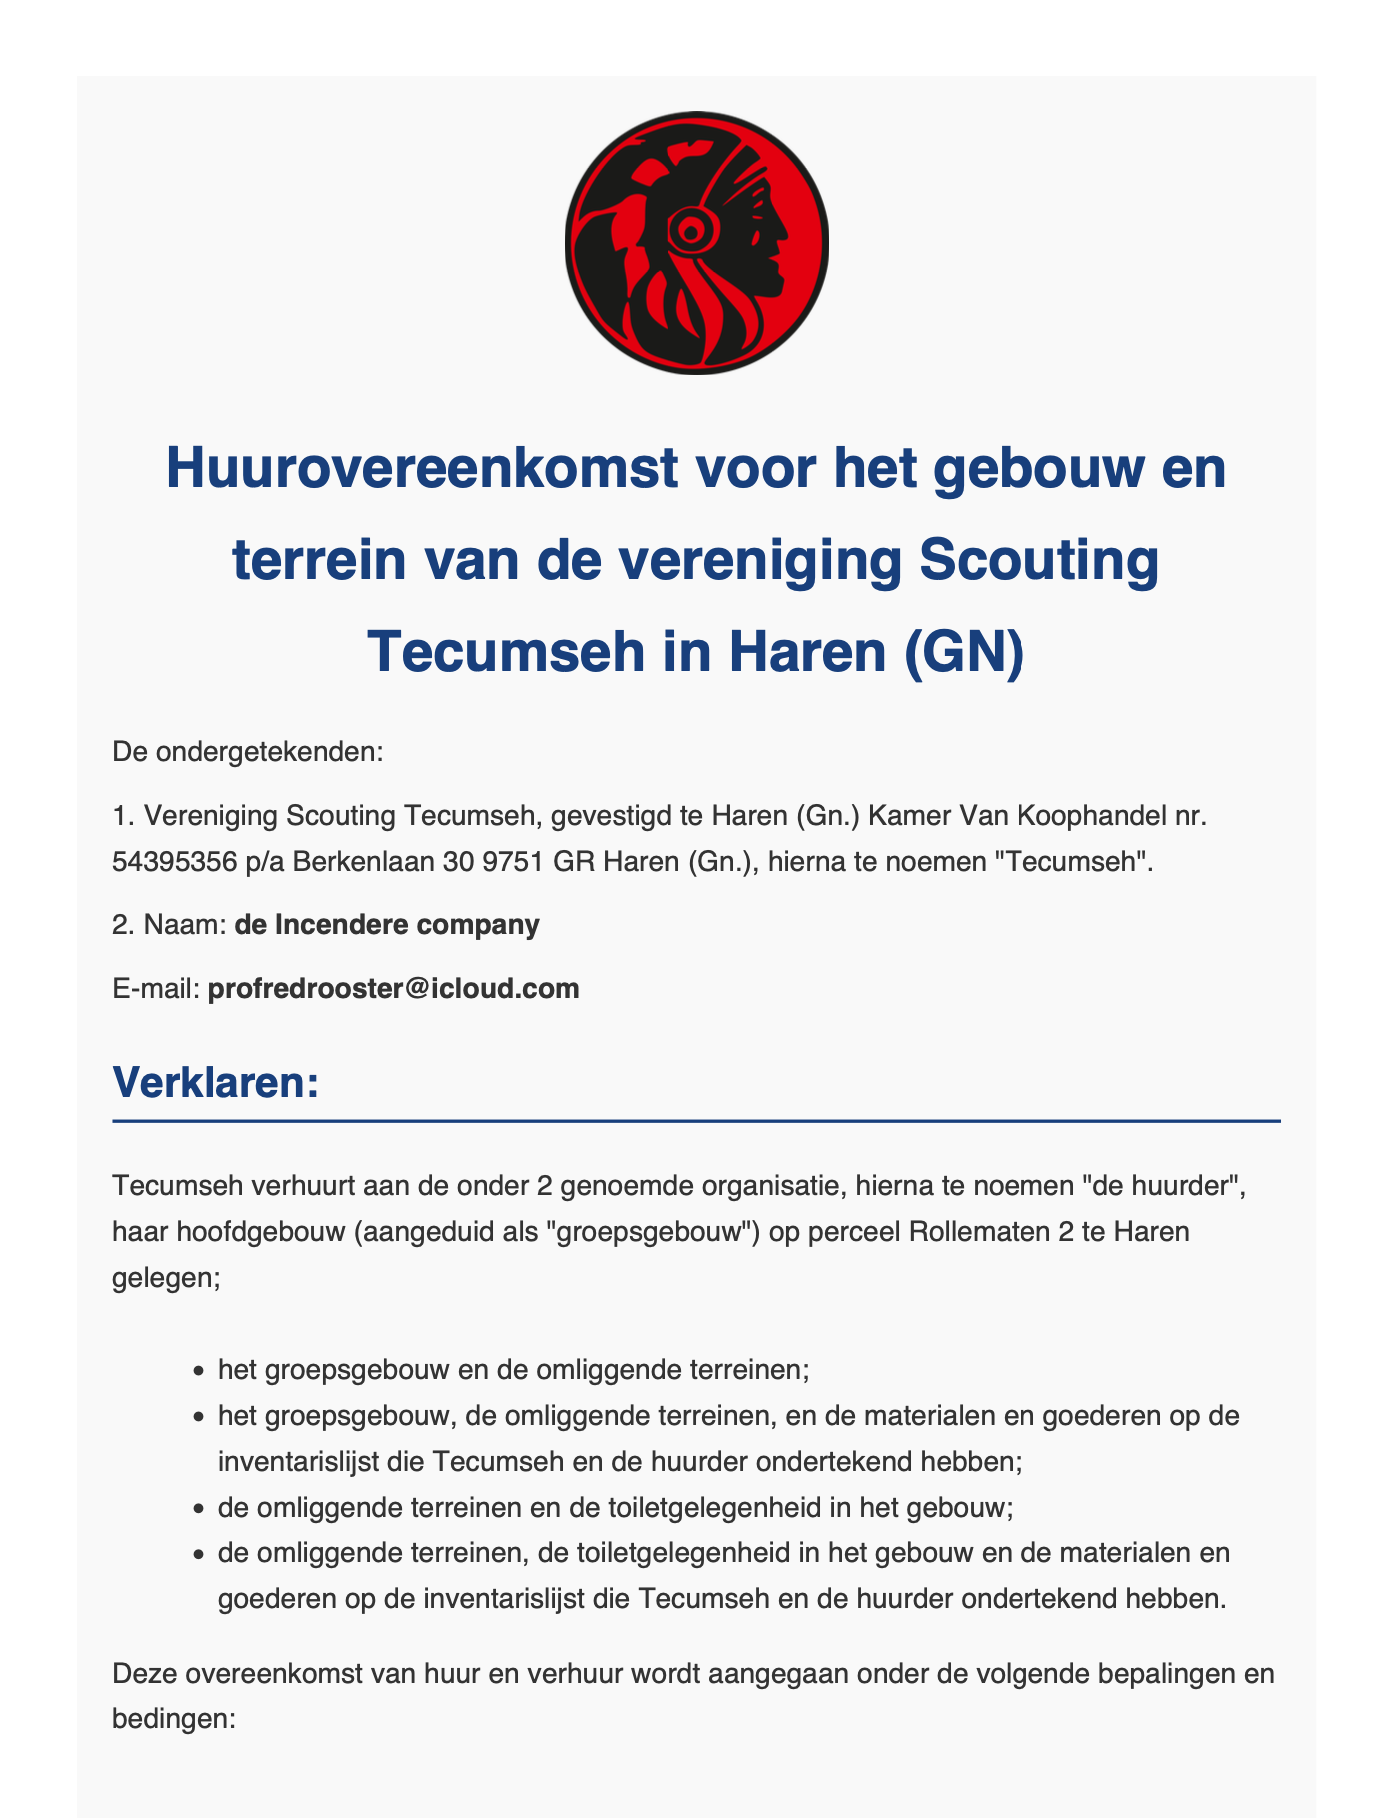 Huurovereenkomst voor het gebouw en
terrein van de vereniging Scouting
Tecumseh in Haren (GN)
De ondergetekenden:
1. Vereniging Scouting Tecumseh, gevestigd te Haren (Gn.) Kamer Van Koophandel nr.
54395356 p/a Berkenlaan 30 9751 GR Haren (Gn.), hierna te noemen "Tecumseh".
2. Naam: de Incendere company
E-mail: profredrooster@icloud.com
Verklaren:
Tecumseh verhuurt aan de onder 2 genoemde organisatie, hierna te noemen "de huurder",
haar hoofdgebouw (aangeduid als "groepsgebouw") op perceel Rollematen 2 te Haren
gelegen;
• het groepsgebouw en de omliggende terreinen;
• het groepsgebouw, de omliggende terreinen, en de materialen en goederen op de
inventarislijst die Tecumseh en de huurder ondertekend hebben;
• de omliggende terreinen en de toiletgelegenheid in het gebouw;
• de omliggende terreinen, de toiletgelegenheid in het gebouw en de materialen en
goederen op de inventarislijst die Tecumseh en de huurder ondertekend hebben.
Deze overeenkomst van huur en verhuur wordt aangegaan onder de volgende bepalingen en
bedingen: